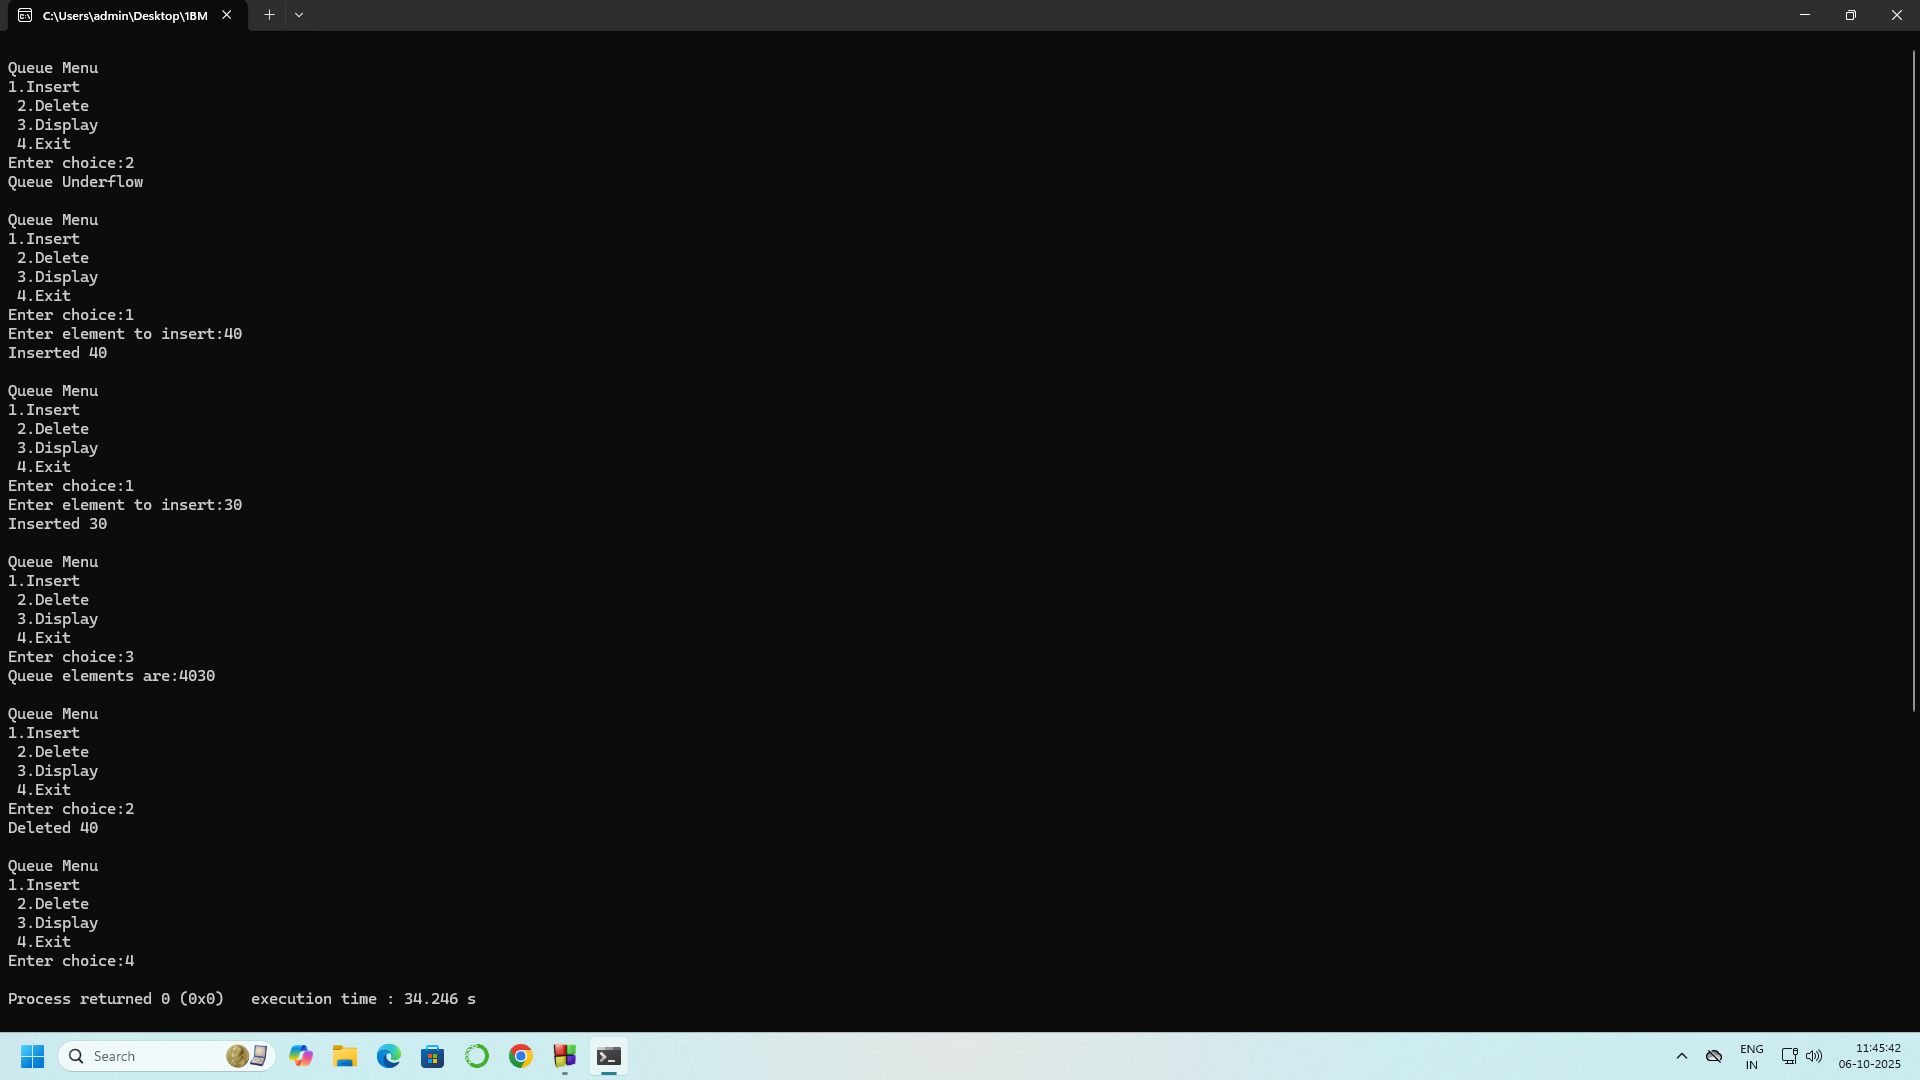 C:\Users\admin\Desktop\1BM
Queue Menu
1.Insert
 2.Delete
 3.Display
 4.Exit
Enter choice:2
Queue Underflow
Queue Menu
1.Insert
 2.Delete
 3.Display
 4.Exit
Enter choice:1
Enter element to insert:40
Inserted 40
Queue Menu
1.Insert
 2.Delete
 3.Display
 4.Exit
Enter choice:1
Enter element to insert:30
Inserted 30
Queue Menu
1.Insert
 2.Delete
 3.Display
 4.Exit
Enter choice:3
Queue elements are:4030
Queue Menu
1.Insert
 2.Delete
 3.Display
 4.Exit
Enter choice:2
Deleted 40
Queue Menu
1.Insert
 2.Delete
 3.Display
 4.Exit
Enter choice:4
Process returned 0 (0x0)   execution time : 34.246 s
Search
ENG
IN
11:45:42
06-10-2025